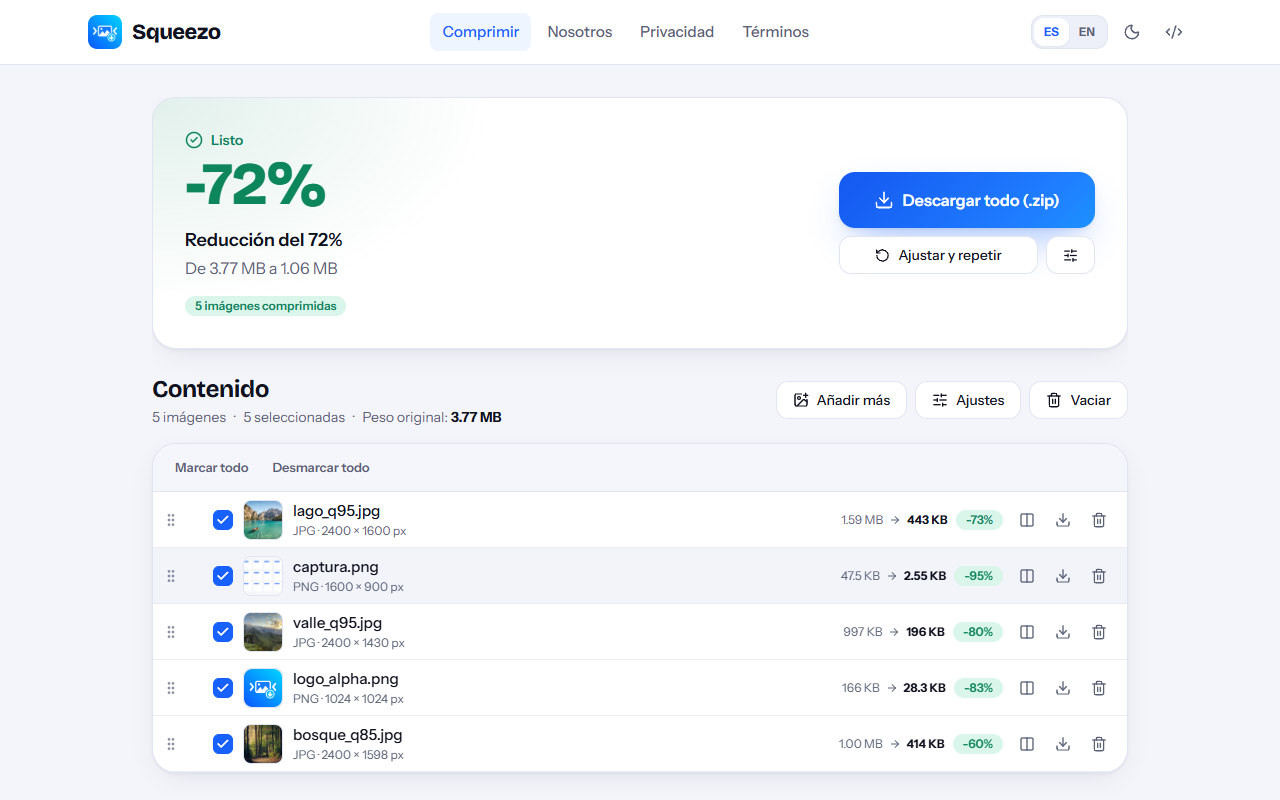 Squeezo
Comprimir Nosotros Privacidad Términos
ES EN
Listo
-72%
Reducción del 72%
De 3.77 MB a 1.06 MB
5 imágenes comprimidas
Descargar todo (.zip)
Ajustar y repetir
Contenido
5 imágenes · 5 seleccionadas · Peso original: 3.77 MB
Añadir más Ajustes Vaciar
Marcar todo Desmarcar todo
lago_q95.jpg
JPG · 2400 × 1600 px
1.59 MB → 443 KB -73%
captura.png
PNG · 1600 × 900 px
47.5 KB → 2.55 KB -95%
valle_q95.jpg
JPG · 2400 × 1430 px
997 KB → 196 KB -80%
logo_alpha.png
PNG · 1024 × 1024 px
166 KB → 28.3 KB -83%
bosque_q85.jpg
JPG · 2400 × 1598 px
1.00 MB → 414 KB -60%